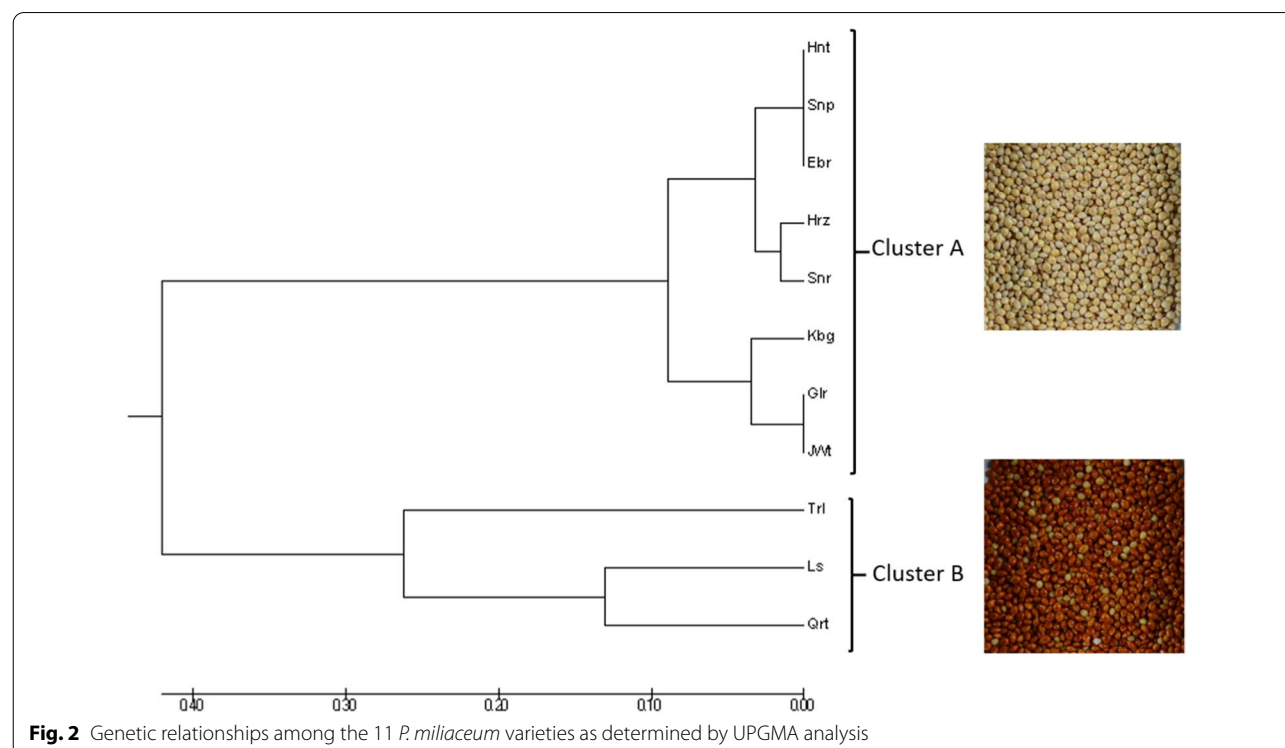 Hnt
Snp
Ebr
Hrz
Snr
Kbg
Glr
JWt
Cluster A
Trl
Ls
Qrt
Cluster B
0.40 0.30 0.20 0.10 0.00
Fig. 2 Genetic relationships among the 11 P. miliaceum varieties as determined by UPGMA analysis